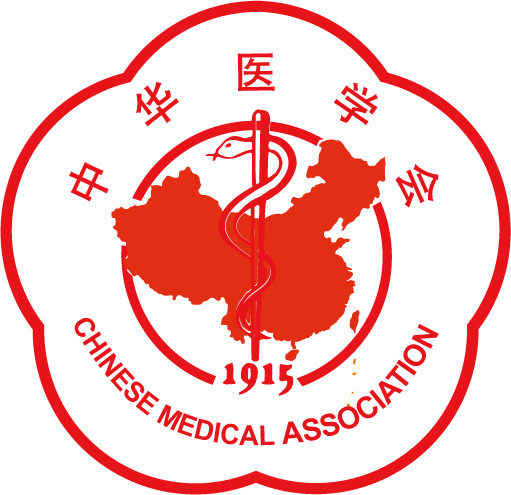 中华医学会
1915
CHINESE MEDICAL ASSOCIATION